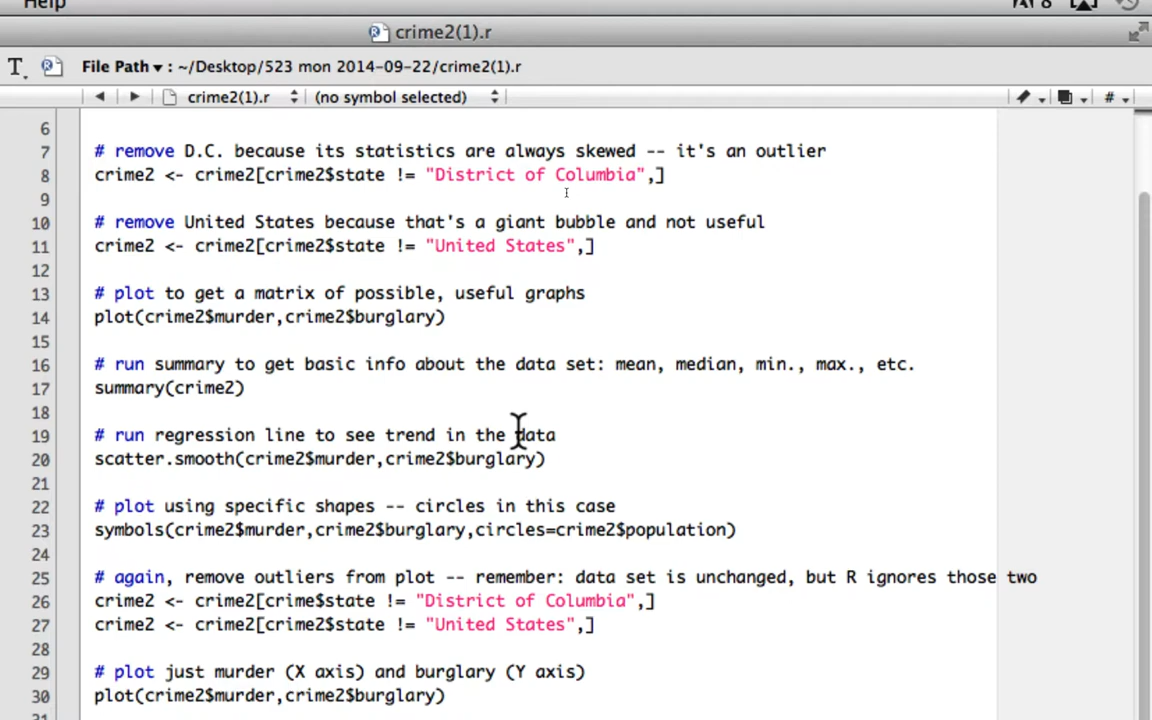 Help
crime2(1).r
File Path ▾ : ~/Desktop/523 mon 2014-09-22/crime2(1).r
crime2(1).r (no symbol selected) #
6
7 # remove D.C. because its statistics are always skewed -- it's an outlier
8 crime2 <- crime2[crime2$state != "District of Columbia",]
9
10 # remove United States because that's a giant bubble and not useful
11 crime2 <- crime2[crime2$state != "United States",]
12
13 # plot to get a matrix of possible, useful graphs
14 plot(crime2$murder,crime2$burglary)
15
16 # run summary to get basic info about the data set: mean, median, min., max., etc.
17 summary(crime2)
18
19 # run regression line to see trend in the data
20 scatter.smooth(crime2$murder,crime2$burglary)
21
22 # plot using specific shapes -- circles in this case
23 symbols(crime2$murder,crime2$burglary,circles=crime2$population)
24
25 # again, remove outliers from plot -- remember: data set is unchanged, but R ignores those two
26 crime2 <- crime2[crime$state != "District of Columbia",]
27 crime2 <- crime2[crime2$state != "United States",]
28
29 # plot just murder (X axis) and burglary (Y axis)
30 plot(crime2$murder,crime2$burglary)
31